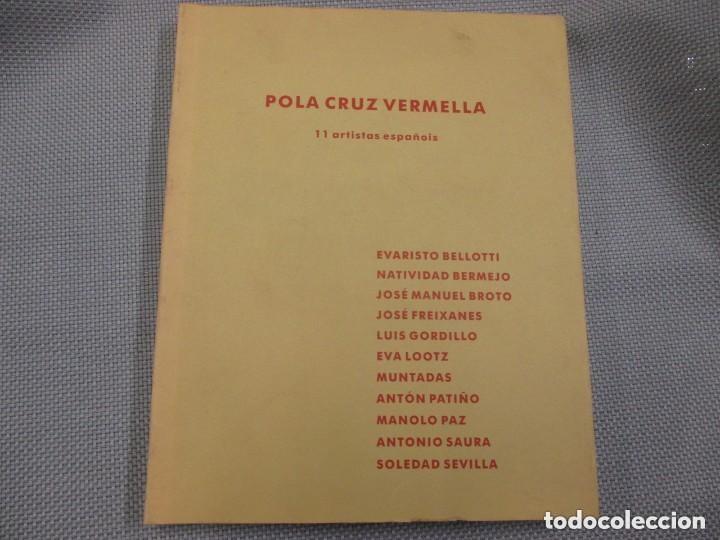 POLA CRUZ VERMELLA
11 artistas españois
EVARISTO BELLOTTI
NATIVIDAD BERMEJO
JOSÉ MANUEL BROTO
JOSÉ FREIXANES
LUIS GORDILLO
EVA LOOTZ
MUNTADAS
ANTÓN PATIÑO
MANOLO PAZ
ANTONIO SAURA
SOLEDAD SEVILLA
todocoleccion